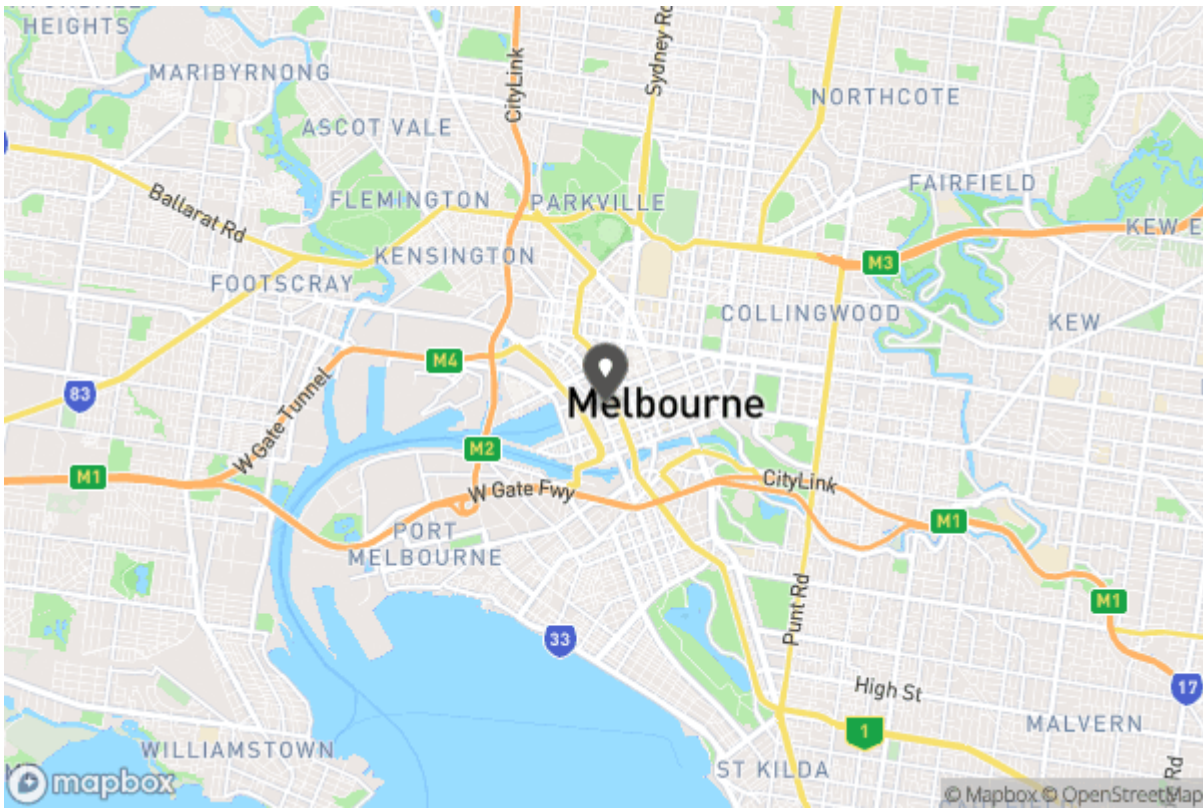 HEIGHTS
MARIBYRNONG
ASCOT VALE
CityLink
Sydney Rd
NORTHCOTE
Ballarat Rd
FLEMINGTON
PARKVILLE
FAIRFIELD
KEW E
KENSINGTON
M3
FOOTSCRAY
COLLINGWOOD
KEW
M4
83
W Gate Tunnel
Melbourne
M2
M1
W Gate Fwy
CityLink
M1
PORT
MELBOURNE
Punt Rd
M1
33
High St
17
MALVERN
1
WILLIAMSTOWN
ST KILDA
Rd
mapbox
© Mapbox © OpenStreetMap